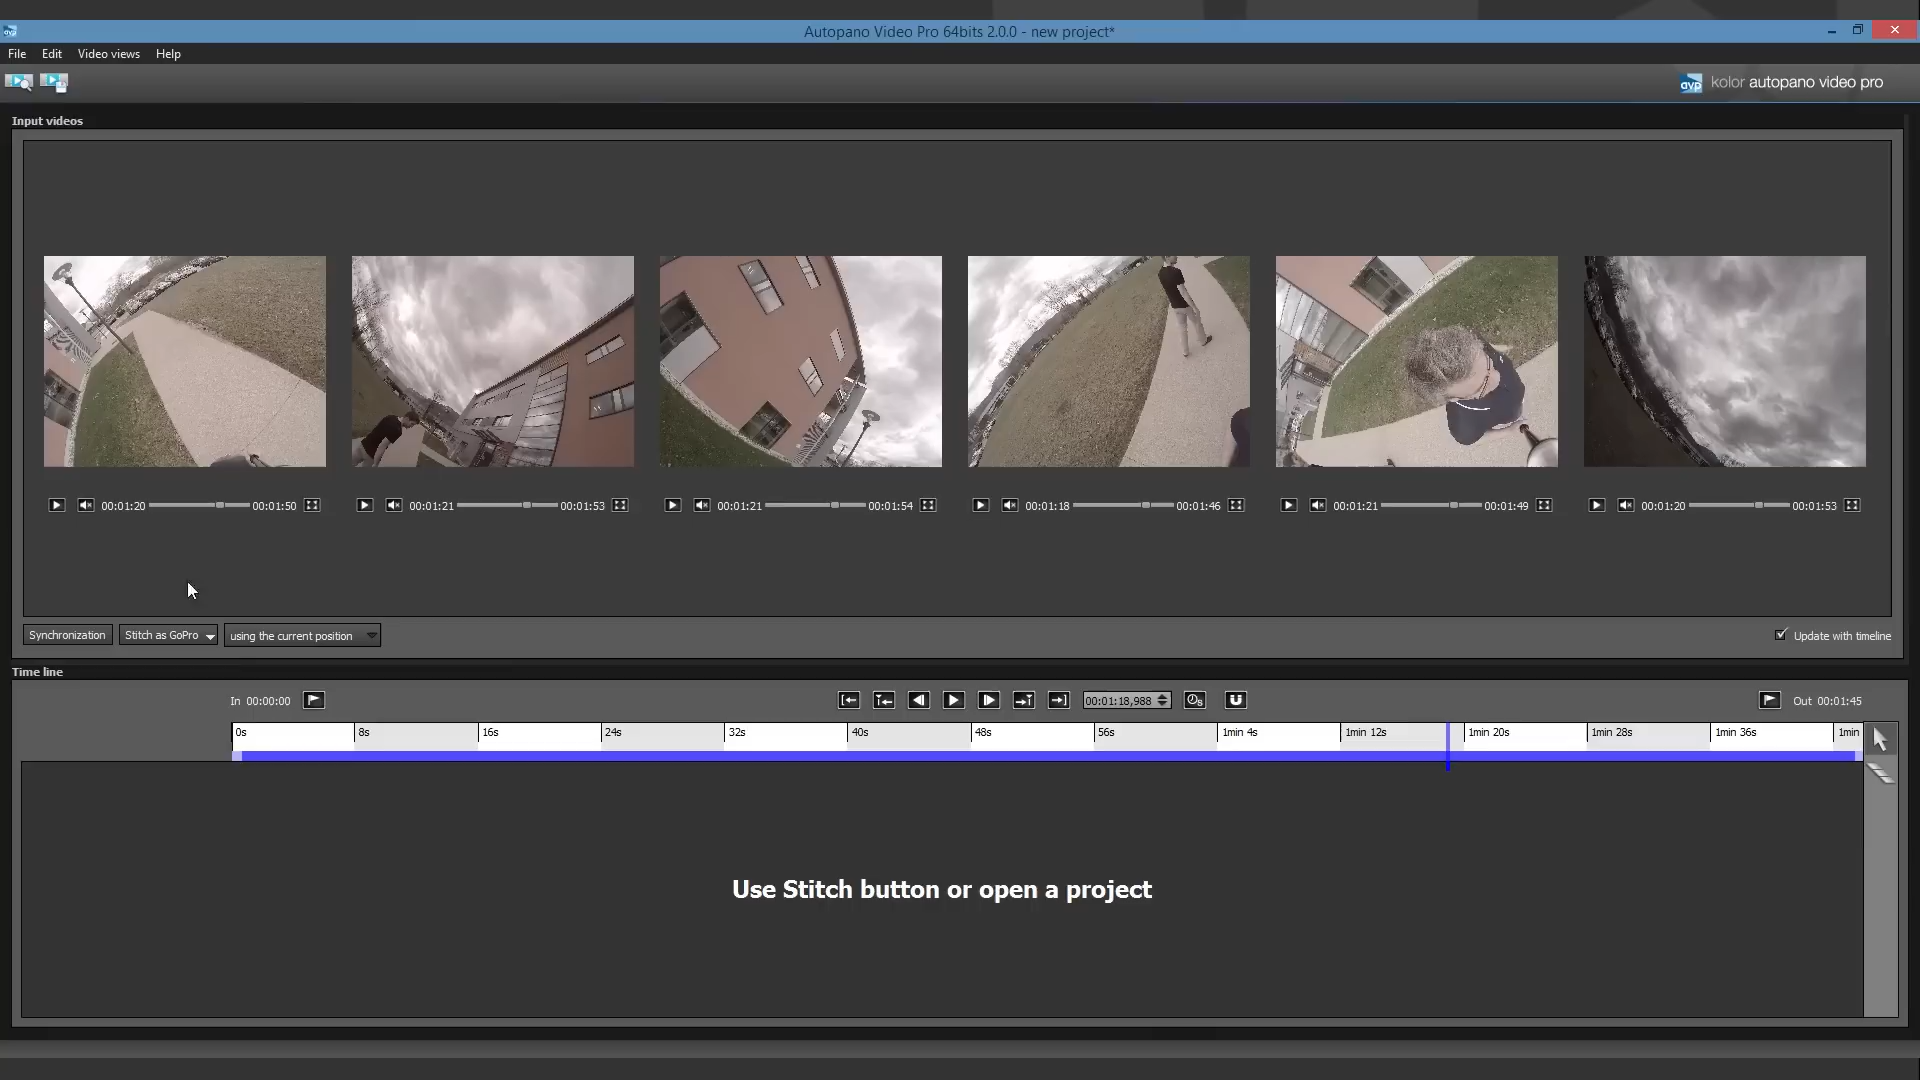 Autopano Video Pro 64bits 2.0.0 - new project*
File Edit Video views Help
avp kolor autopano video pro
Input videos
00:01:20 00:01:50 00:01:21 00:01:53 00:01:21 00:01:54 00:01:18 00:01:46 00:01:21 00:01:49 00:01:20 00:01:53
Synchronization Stitch as GoPro using the current position Update with timeline
Time line
In 00:00:00 00:01:18,988 Out 00:01:45
0s 8s 16s 24s 32s 40s 48s 56s 1min 4s 1min 12s 1min 20s 1min 28s 1min 36s 1min
Use Stitch button or open a project